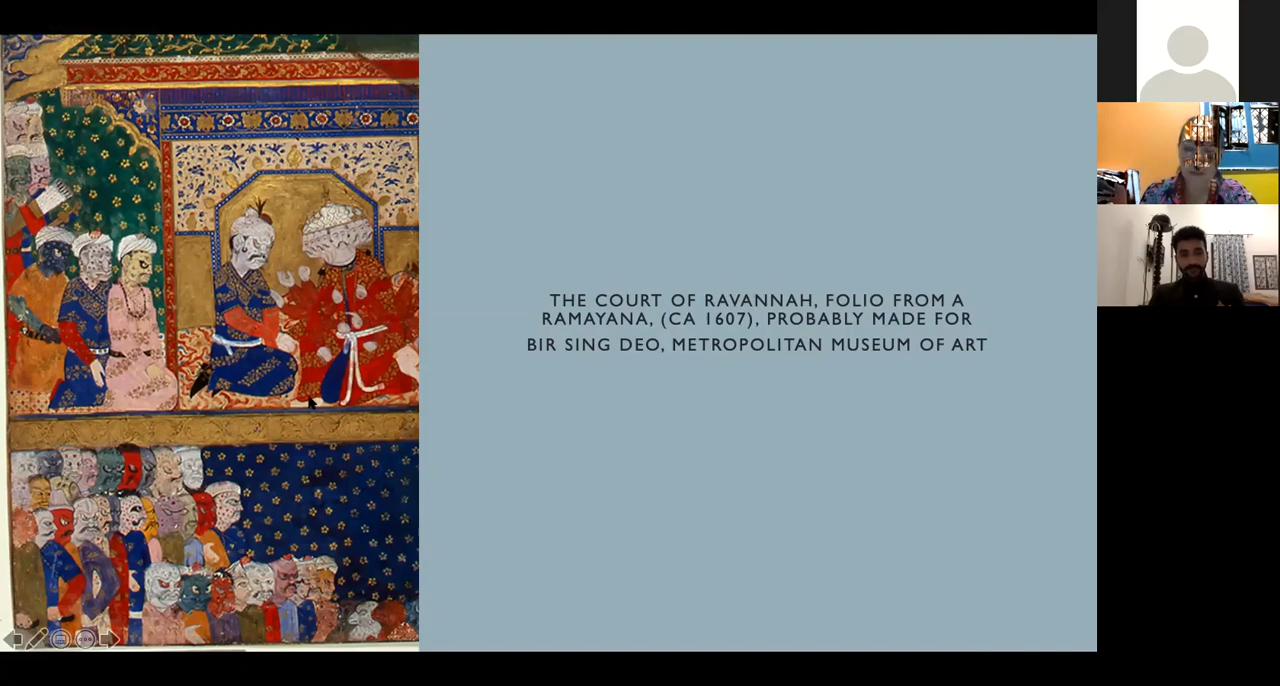 THE COURT OF RAVANNAH, FOLIO FROM A
RAMAYANA, (CA 1607), PROBABLY MADE FOR
BIR SING DEO, METROPOLITAN MUSEUM OF ART